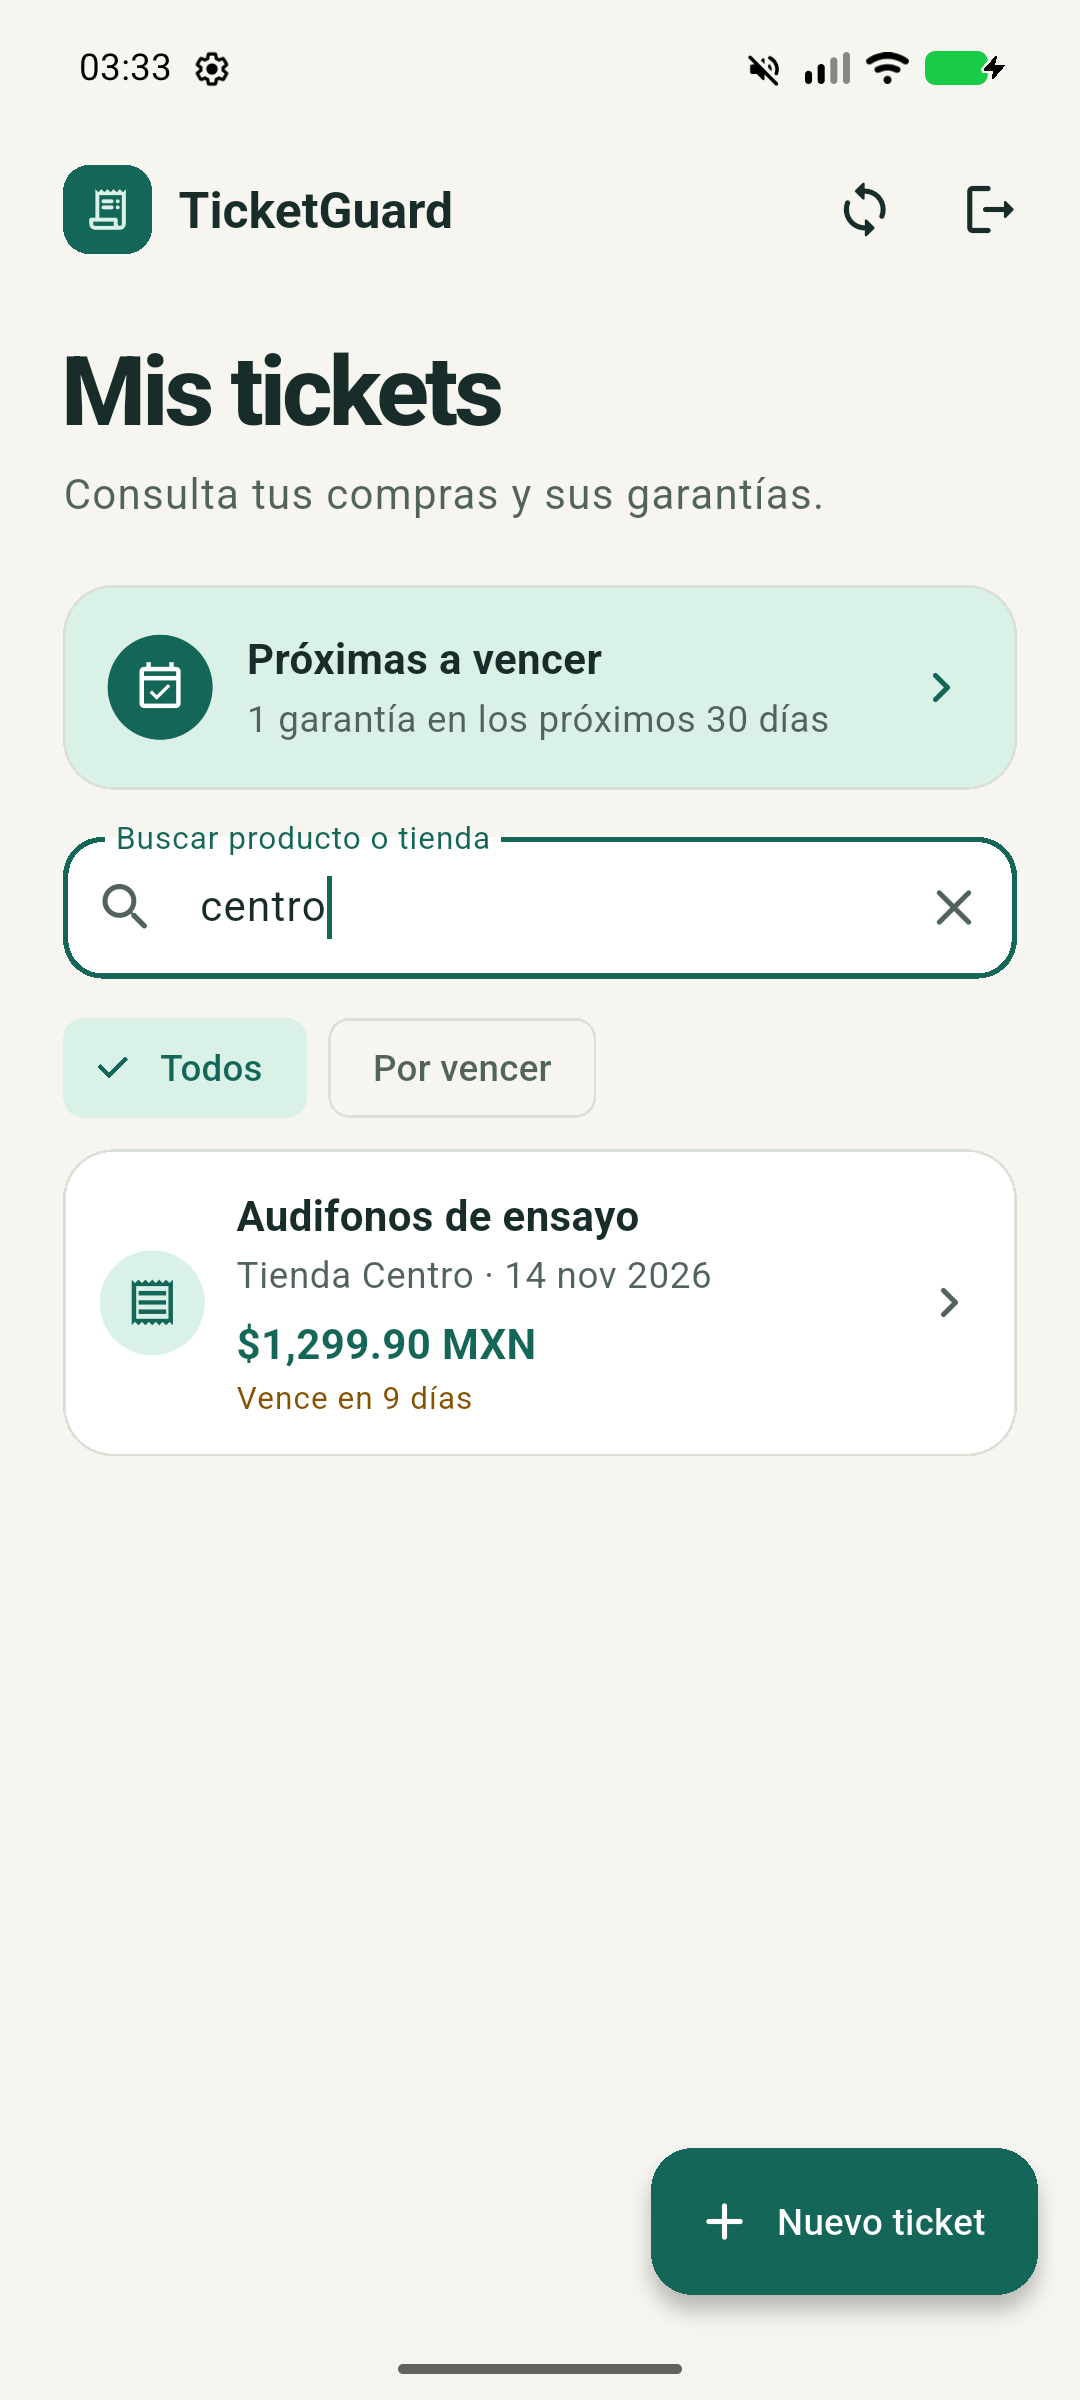 03:33
TicketGuard
Mis tickets
Consulta tus compras y sus garantías.
Próximas a vencer
1 garantía en los próximos 30 días
Buscar producto o tienda
centro
Todos
Por vencer
Audifonos de ensayo
Tienda Centro · 14 nov 2026
$1,299.90 MXN
Vence en 9 días
Nuevo ticket